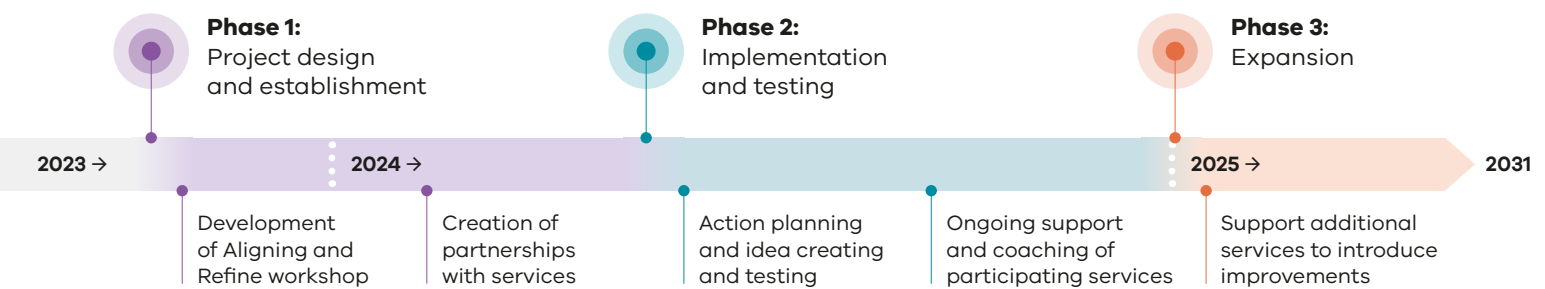 Phase 1:
Project design
and establishment
Phase 2:
Implementation
and testing
Phase 3:
Expansion
2023 →
2024 →
2025 →
2031
Development
of Aligning and
Refine workshop
Creation of
partnerships
with services
Action planning
and idea creating
and testing
Ongoing support
and coaching of
participating services
Support additional
services to introduce
improvements